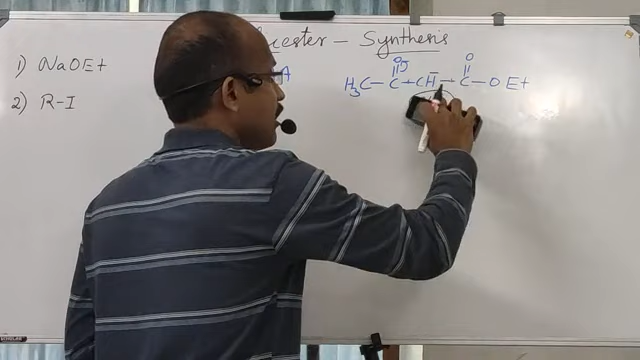 ester - Synthesis
1) NaOEt
2) R-I
A
O O
H3C - C - CH - C - OEt